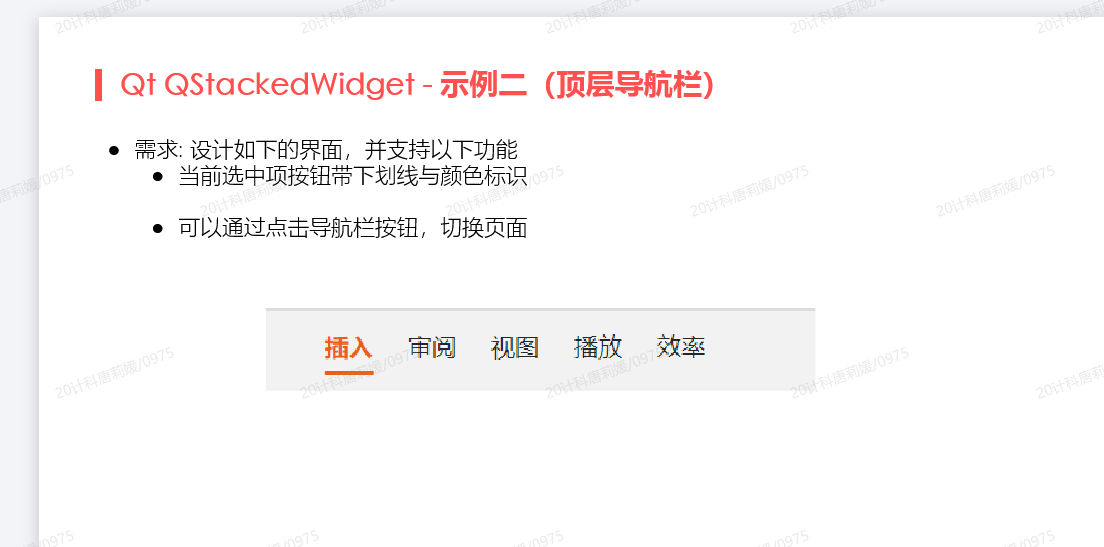 Qt QStackedWidget - 示例二（顶层导航栏）
● 需求: 设计如下的界面，并支持以下功能
● 当前选中项按钮带下划线与颜色标识
● 可以通过点击导航栏按钮，切换页面
插入 审阅 视图 播放 效率
20计科唐莉媛/0975